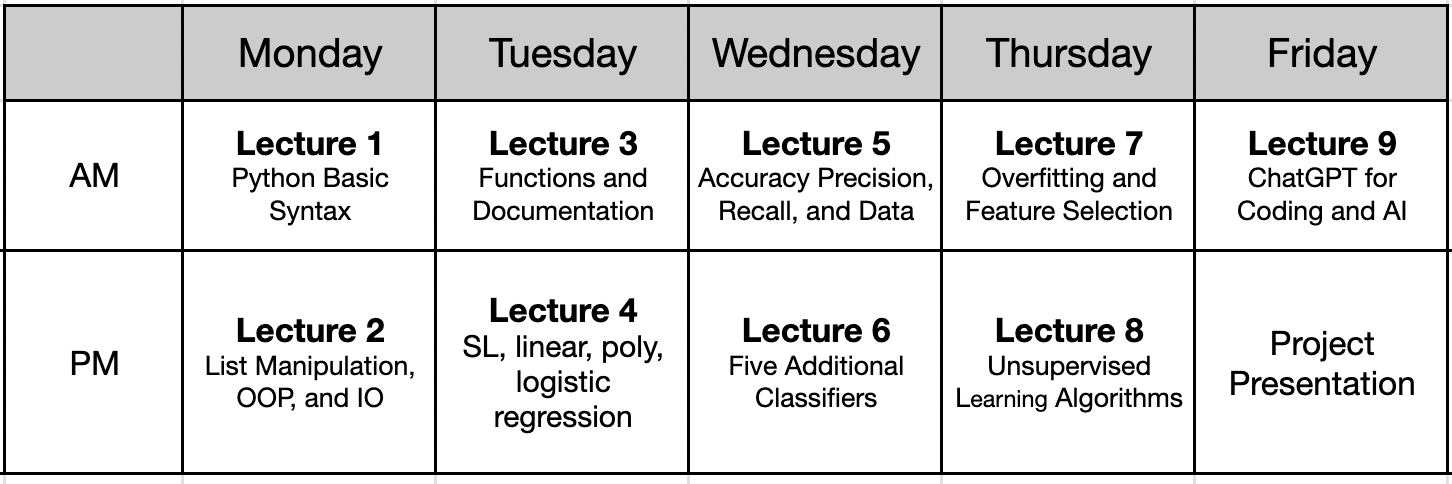 Monday Tuesday Wednesday Thursday Friday
AM
Lecture 1
Python Basic
Syntax
Lecture 3
Functions and
Documentation
Lecture 5
Accuracy Precision,
Recall, and Data
Lecture 7
Overfitting and
Feature Selection
Lecture 9
ChatGPT for
Coding and AI
PM
Lecture 2
List Manipulation,
OOP, and IO
Lecture 4
SL, linear, poly,
logistic
regression
Lecture 6
Five Additional
Classifiers
Lecture 8
Unsupervised
Learning Algorithms
Project
Presentation